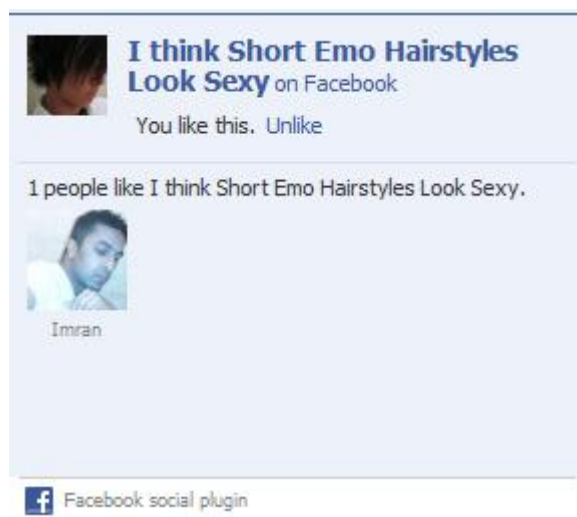 I think Short Emo Hairstyles
Look Sexy on Facebook
You like this. Unlike
1 people like I think Short Emo Hairstyles Look Sexy.
Imran
Facebook social plugin